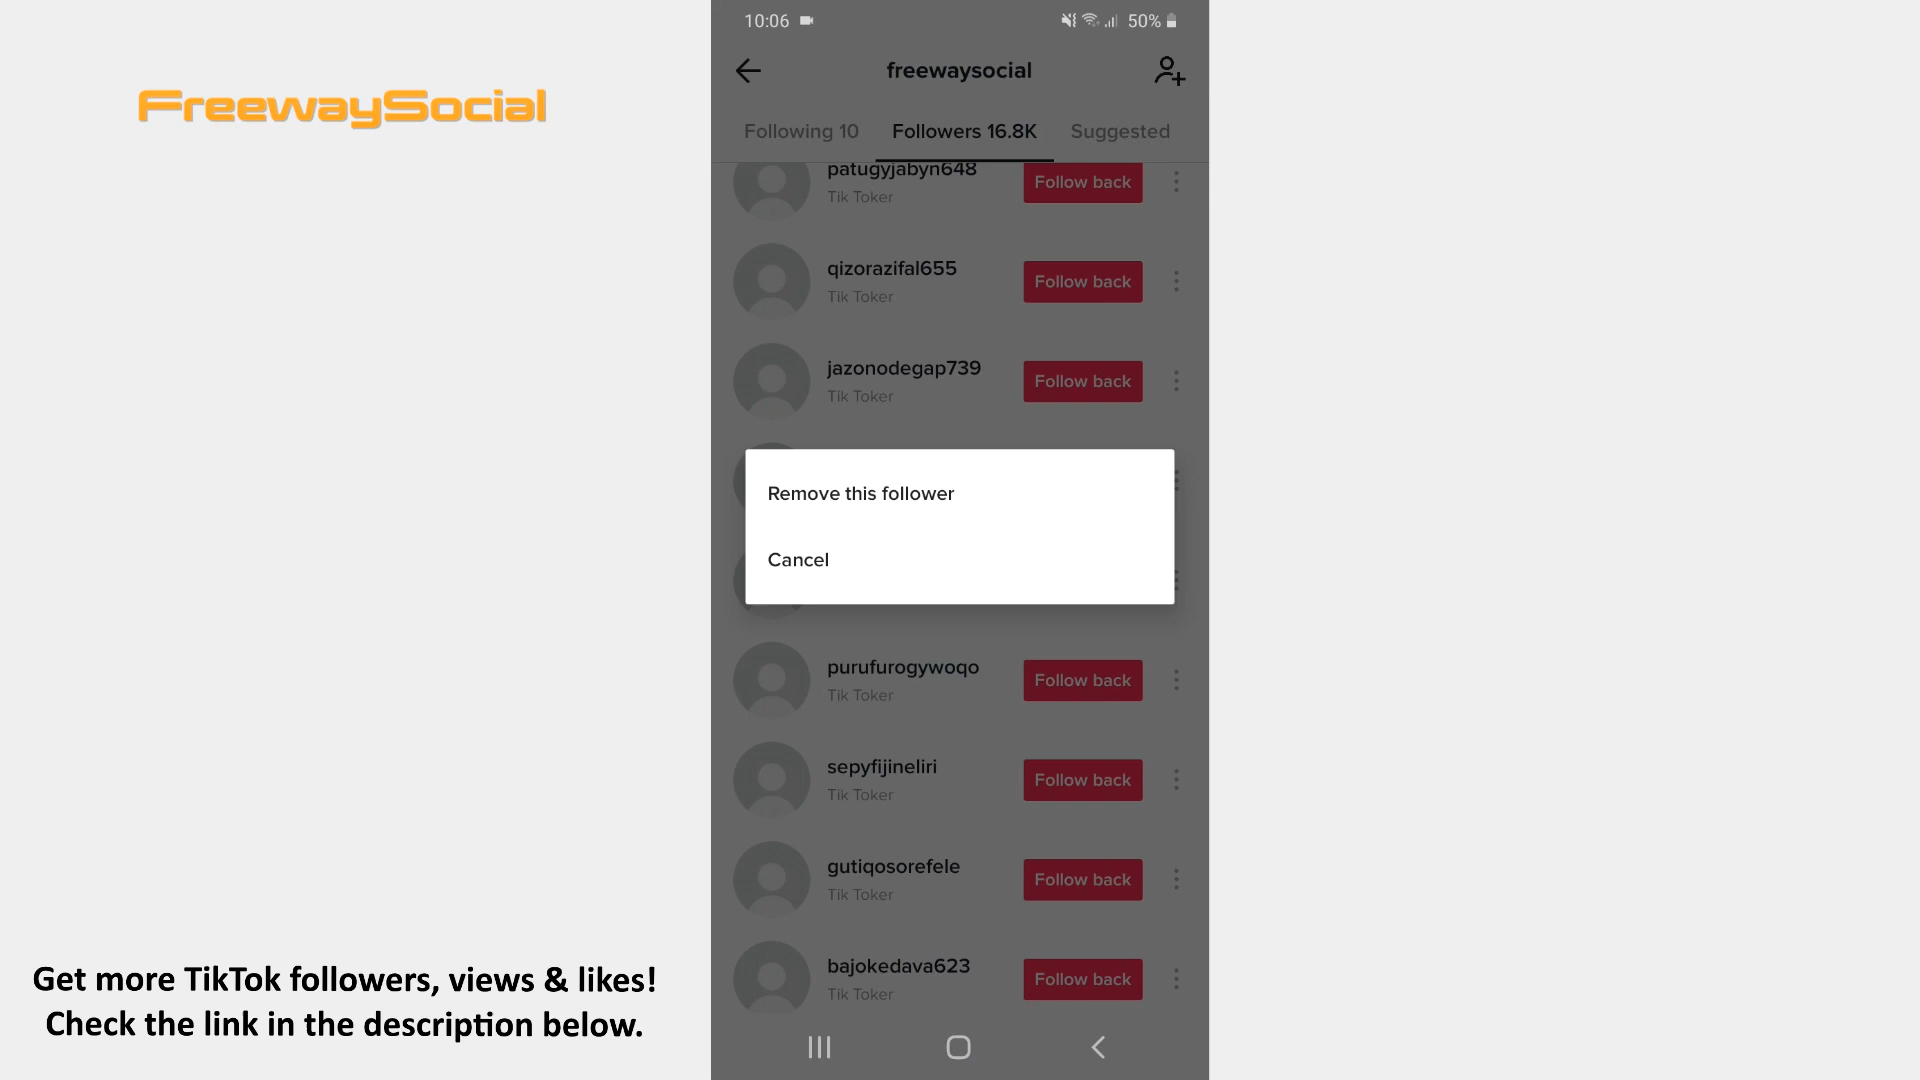 10:06
50%
freewaysocial
FreewaySocial
Following 10
Followers 16.8K
Suggested
patugyjabyn648
Tik Toker
Follow back
qizorazifal655
Tik Toker
Follow back
jazonodegap739
Tik Toker
Follow back
Remove this follower
Cancel
purufurogywoqo
Tik Toker
Follow back
sepyfijineliri
Tik Toker
Follow back
gutiqosorefele
Tik Toker
Follow back
bajokedava623
Tik Toker
Follow back
Get more TikTok followers, views & likes!
Check the link in the description below.